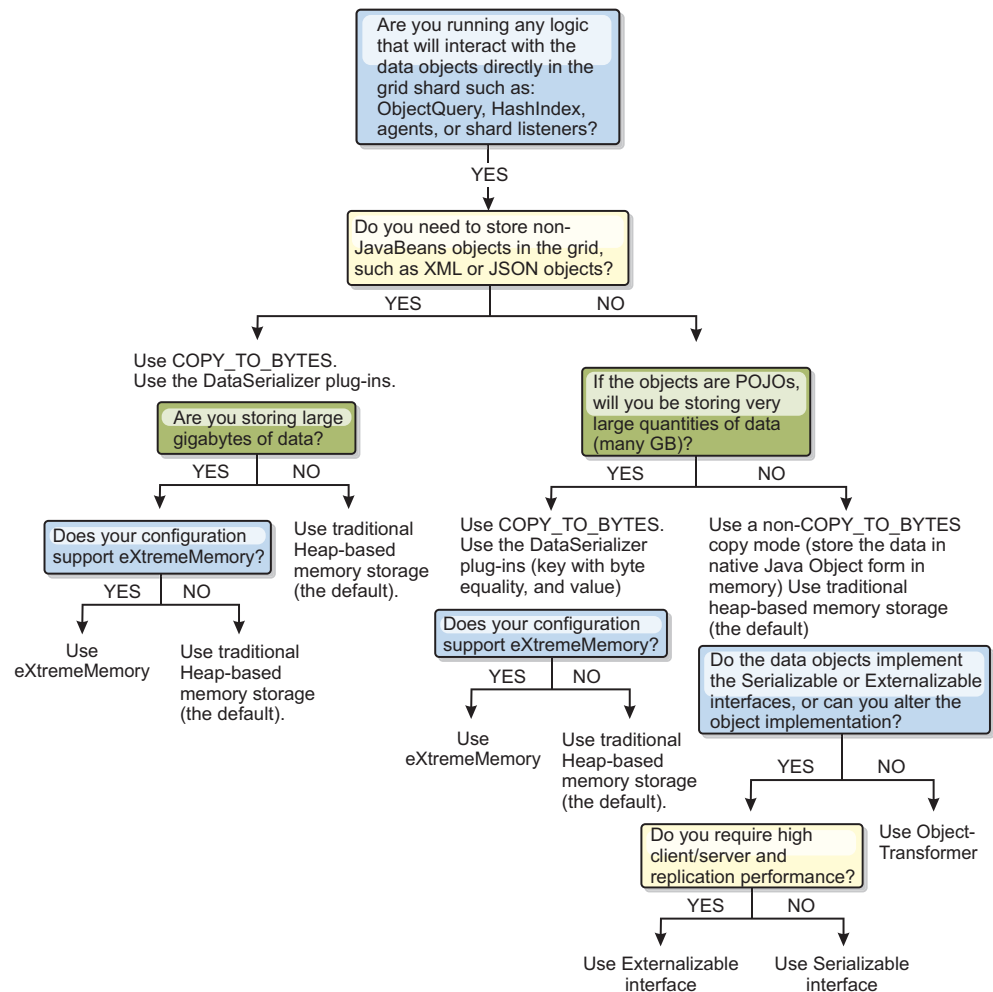 Are you running any logic
that will interact with the
data objects directly in the
grid shard such as:
ObjectQuery, HashIndex,
agents, or shard listeners?
YES
Do you need to store non-
JavaBeans objects in the grid,
such as XML or JSON objects?
YES
NO
Use COPY_TO_BYTES.
Use the DataSerializer plug-ins.
Are you storing large
gigabytes of data?
YES
NO
Does your configuration
support eXtremeMemory?
Use traditional
Heap-based
memory storage
(the default).
YES
NO
Use
eXtremeMemory
Use traditional
Heap-based
memory storage
(the default).
If the objects are POJOs,
will you be storing very
large quantities of data
(many GB)?
YES
NO
Use COPY_TO_BYTES.
Use the DataSerializer
plug-ins (key with byte
equality, and value)
Does your configuration
support eXtremeMemory?
YES
NO
Use
eXtremeMemory
Use traditional
Heap-based
memory storage
(the default).
Use a non-COPY_TO_BYTES
copy mode (store the data in
native Java Object form in
memory) Use traditional
heap-based memory storage
(the default)
Do the data objects implement
the Serializable or Externalizable
interfaces, or can you alter the
object implementation?
YES
NO
Do you require high
client/server and
replication performance?
Use Object-
Transformer
YES
NO
Use Externalizable
interface
Use Serializable
interface